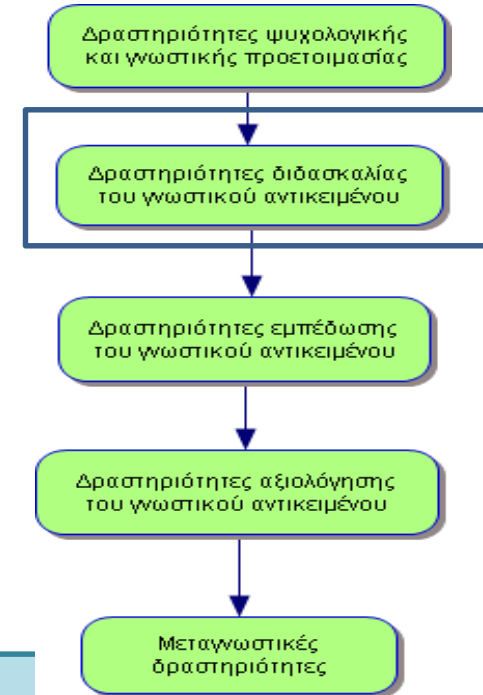 Δραστηριότητες ψυχολογικής
και γνωστικής προετοιμασίας
Δραστηριότητες διδασκαλίας
του γνωστικού αντικειμένου
Δραστηριότητες εμπέδωσης
του γνωστικού αντικειμένου
Δραστηριότητες αξιολόγησης
του γνωστικού αντικειμένου
Μεταγνωστικές
δραστηριότητες